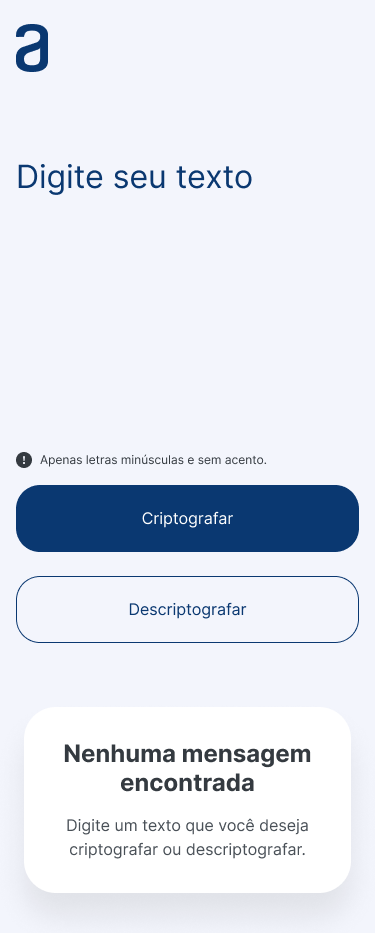 a
Digite seu texto
Apenas letras minúsculas e sem acento.
Criptografar
Descriptografar
Nenhuma mensagem
encontrada
Digite um texto que você deseja
criptografar ou descriptografar.